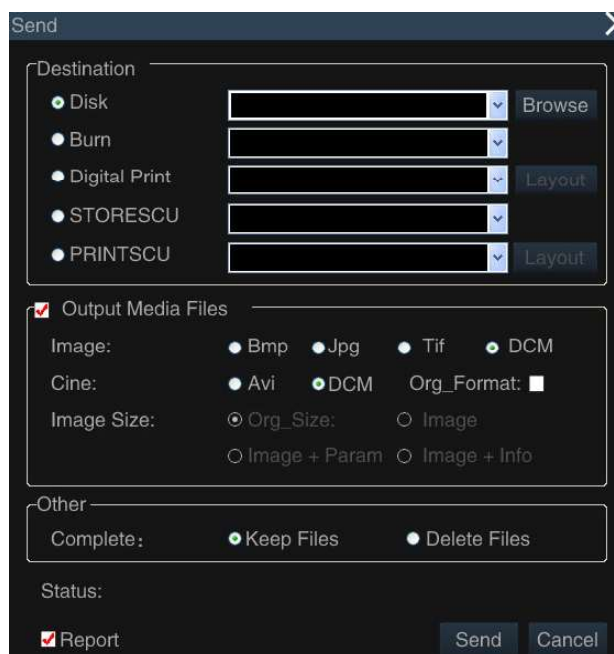 Send
Destination
Disk Browse
Burn
Digital Print Layout
STORESCU
PRINTSCU Layout
Output Media Files
Image: Bmp Jpg Tif DCM
Cine: Avi DCM Org_Format:
Image Size: Org_Size: Image
Image + Param Image + Info
Other
Complete: Keep Files Delete Files
Status:
Report Send Cancel